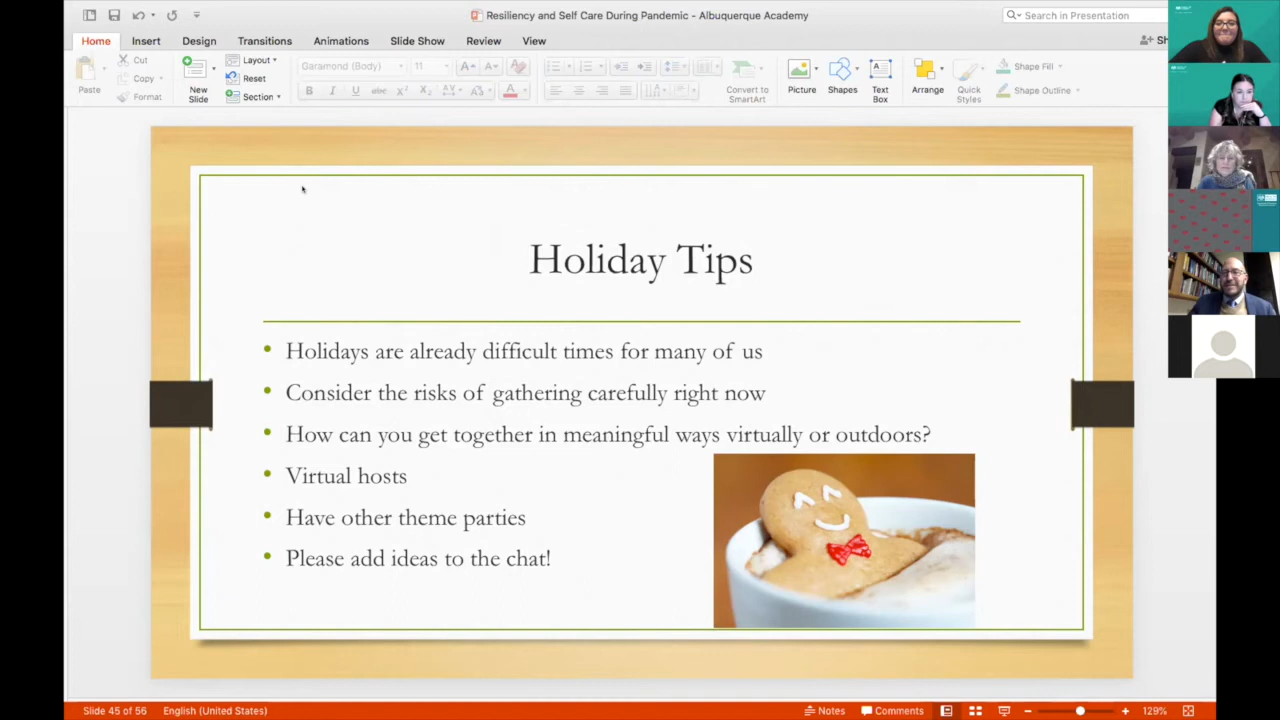 Resiliency and Self Care During Pandemic - Albuquerque Academy
Search in Presentation
Home Insert Design Transitions Animations Slide Show Review View
Paste
Cut
Copy
Format
New Slide
Layout
Reset
Section
Garamond (Body) 11
Convert to SmartArt
Picture
Shapes
Text Box
Arrange
Quick Styles
Shape Fill
Shape Outline
Holiday Tips
• Holidays are already difficult times for many of us
• Consider the risks of gathering carefully right now
• How can you get together in meaningful ways virtually or outdoors?
• Virtual hosts
• Have other theme parties
• Please add ideas to the chat!
Slide 45 of 56 English (United States) Notes Comments 129%